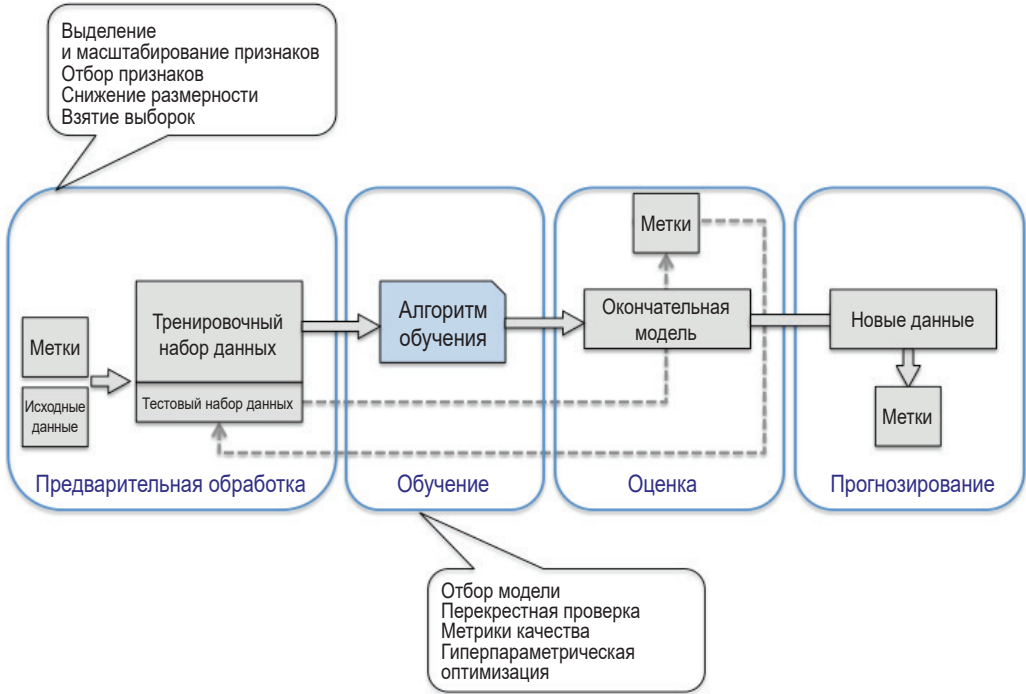 Выделение
и масштабирование признаков
Отбор признаков
Снижение размерности
Взятие выборок
Метки
Исходные
данные
Тренировочный
набор данных
Тестовый набор данных
Предварительная обработка
Алгоритм
обучения
Обучение
Метки
Окончательная
модель
Оценка
Новые данные
Метки
Прогнозирование
Отбор модели
Перекрестная проверка
Метрики качества
Гиперпараметрическая
оптимизация